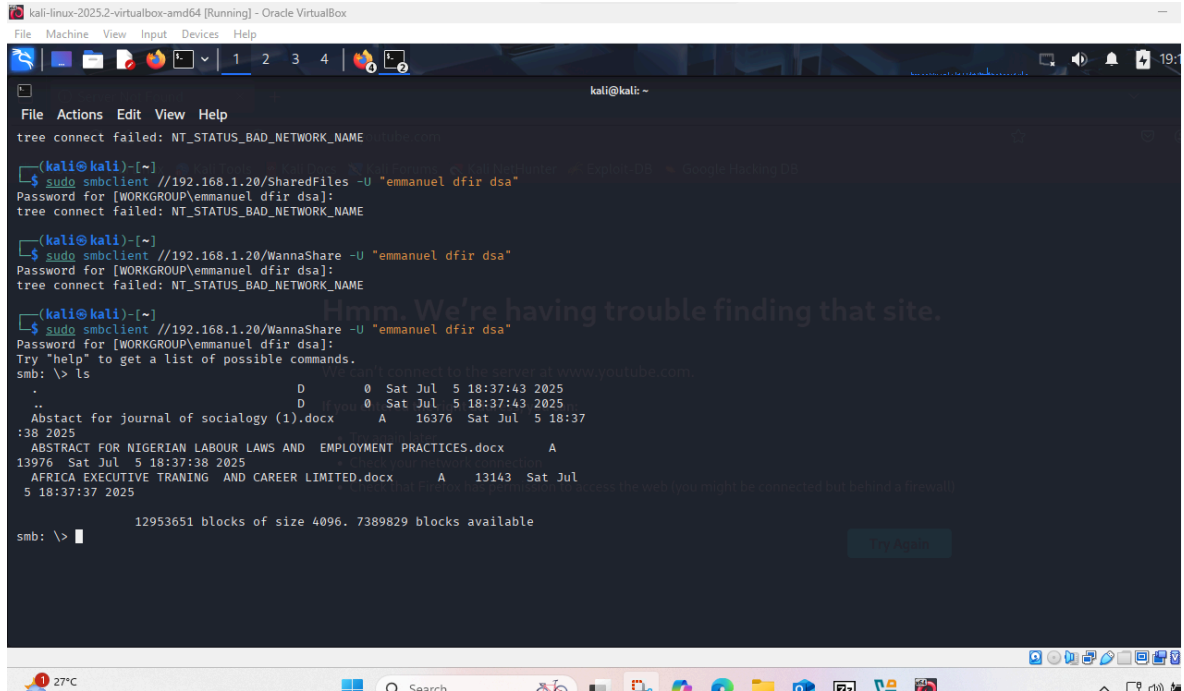 kali-linux-2025.2-virtualbox-amd64 [Running] - Oracle VirtualBox
File Machine View Input Devices Help
1 2 3 4 4 2 19:1
kali@kali: ~
File Actions Edit View Help
tree connect failed: NT_STATUS_BAD_NETWORK_NAME
┌──(kali㉿kali)-[~]
└─$ sudo smbclient //192.168.1.20/SharedFiles -U "emmanuel dfir dsa"
Password for [WORKGROUP\emmanuel dfir dsa]:
tree connect failed: NT_STATUS_BAD_NETWORK_NAME
┌──(kali㉿kali)-[~]
└─$ sudo smbclient //192.168.1.20/WannaShare -U "emmanuel dfir dsa"
Password for [WORKGROUP\emmanuel dfir dsa]:
tree connect failed: NT_STATUS_BAD_NETWORK_NAME
┌──(kali㉿kali)-[~]
Hmm. We're having trouble finding that site.
└─$ sudo smbclient //192.168.1.20/WannaShare -U "emmanuel dfir dsa"
Password for [WORKGROUP\emmanuel dfir dsa]:
Try "help" to get a list of possible commands.
We can't connect to the server at www.youtube.com.
smb: \> ls
. D 0 Sat Jul 5 18:37:43 2025
.. D 0 Sat Jul 5 18:37:43 2025
Abstact for journal of socialogy (1).docx A 16376 Sat Jul 5 18:37
:38 2025
ABSTRACT FOR NIGERIAN LABOUR LAWS AND EMPLOYMENT PRACTICES.docx A
13976 Sat Jul 5 18:37:38 2025
AFRICA EXECUTIVE TRANING AND CAREER LIMITED.docx A 13143 Sat Jul
5 18:37:37 2025
12953651 blocks of size 4096. 7389829 blocks available
smb: \>
Try Again
1 27°C Search